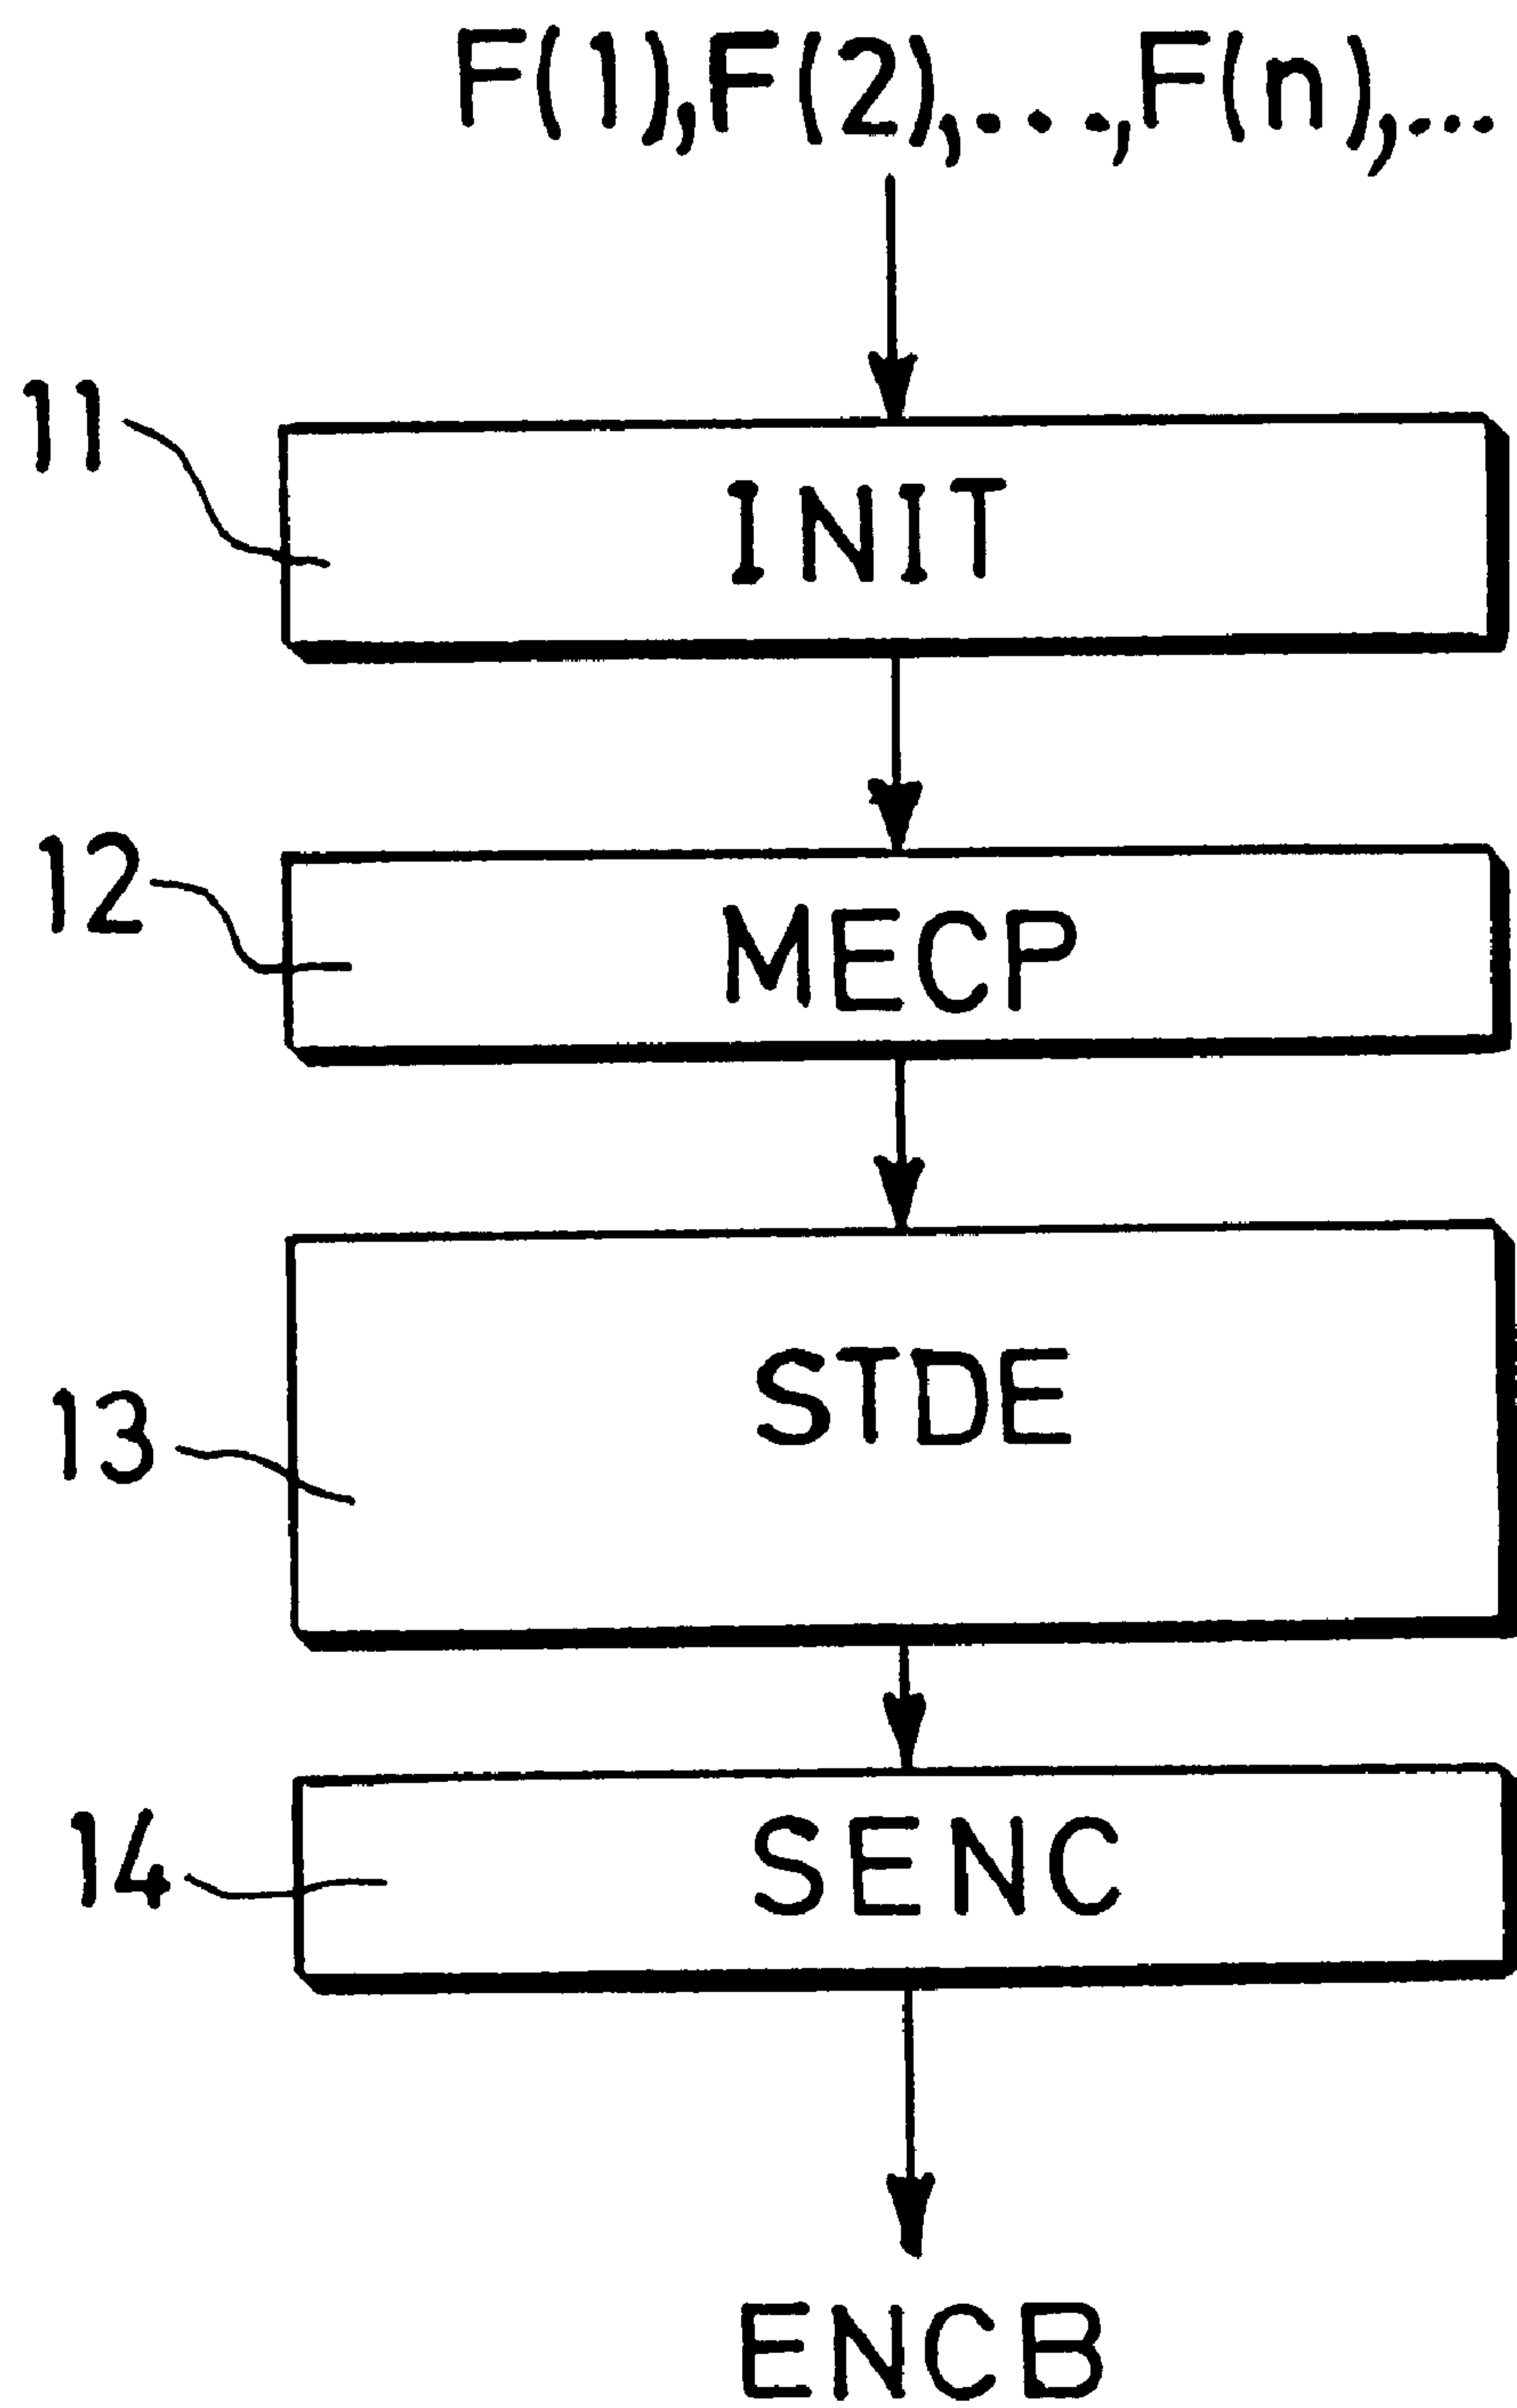 F(1),F(2),...,F(n),...
11
INIT
12
MECP
13
STDE
14
SENC
ENCB